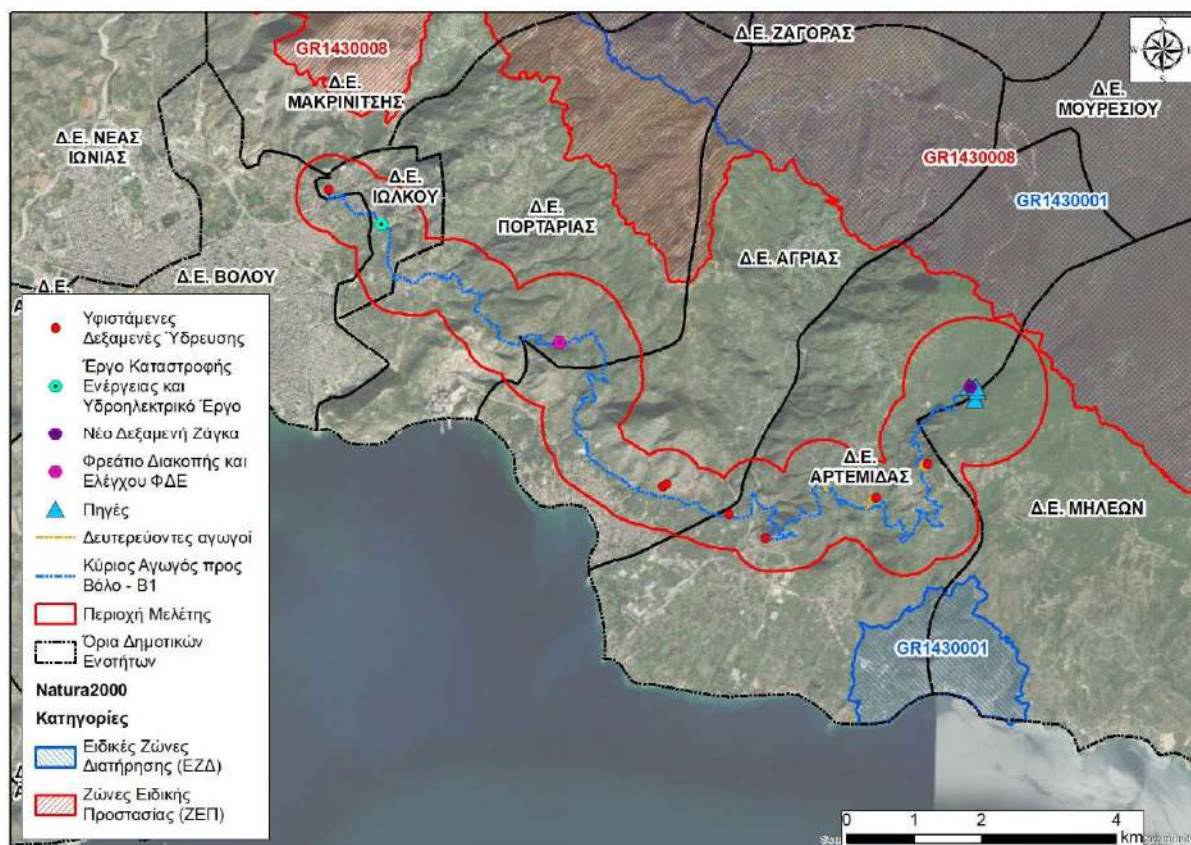 GR1430008
Δ.Ε. ΖΑΓΟΡΑΣ
N
W
E
S
Δ.Ε.
ΜΑΚΡΙΝΙΤΣΗΣ
Δ.Ε.
ΜΟΥΡΕΣΙΟΥ
Δ.Ε. ΝΕΑΣ
ΙΩΝΙΑΣ
GR1430008
Δ.Ε.
ΙΩΛΚΟΥ
GR1430001
Δ.Ε.
ΠΟΡΤΑΡΙΑΣ
Δ.Ε. ΑΓΡΙΑΣ
Δ.Ε. ΒΟΛΟΥ
Δ.Ε.
Δ.Ε.
ΑΡΤΕΜΙΔΑΣ
Δ.Ε. ΜΗΛΕΩΝ
GR1430001
Υφιστάμενες
Δεξαμενές Ύδρευσης
Έργο Καταστροφής
Ενέργειας και
Υδροηλεκτρικό Έργο
Νέο Δεξαμενή Ζάγκα
Φρεάτιο Διακοπής και
Ελέγχου ΦΔΕ
Πηγές
Δευτερεύοντες αγωγοί
Κύριος Αγωγός προς
Βόλο - Β1
Περιοχή Μελέτης
Όρια Δημοτικών
Ενοτήτων
Natura2000
Κατηγορίες
Ειδικές Ζώνες
Διατήρησης (ΕΖΔ)
Ζώνες Ειδικής
Προστασίας (ΖΕΠ)
0 1 2 4
km